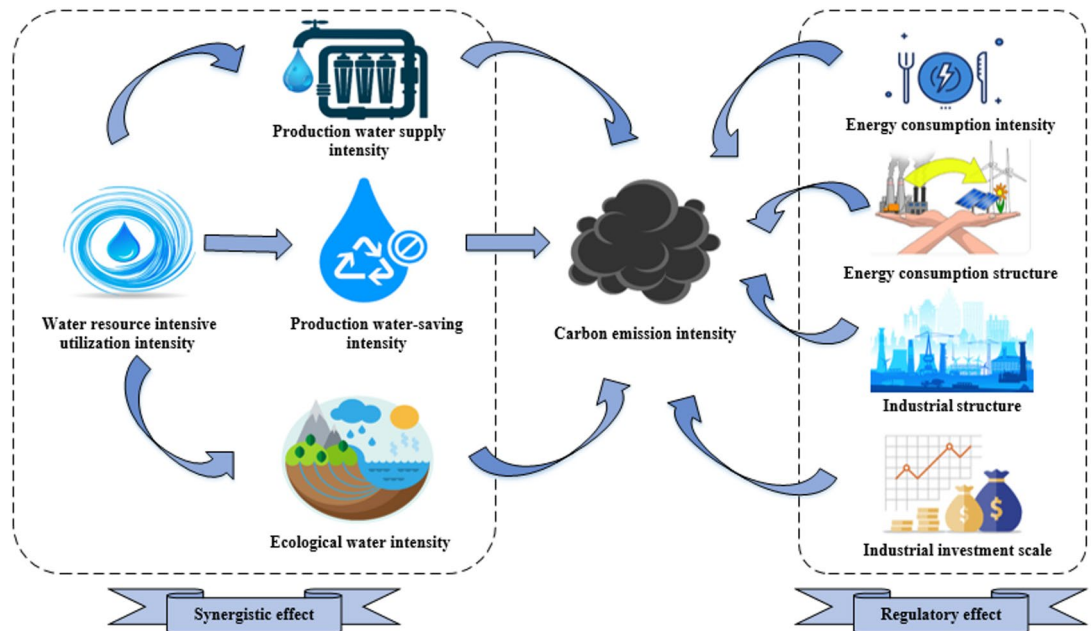 Production water supply
intensity
Water resource intensive
utilization intensity
Production water-saving
intensity
Ecological water intensity
Carbon emission intensity
Energy consumption intensity
Energy consumption structure
Industrial structure
$
$
Industrial investment scale
Synergistic effect
Regulatory effect